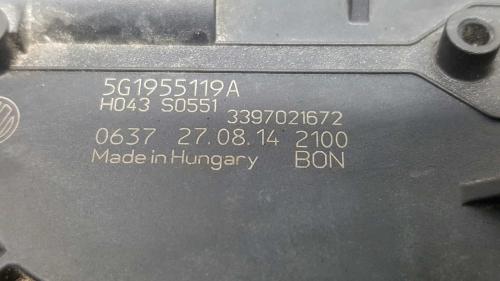 5G1955119A
H043 S0551
3397021672
0637 27.08.14 2100
Made in Hungary BON